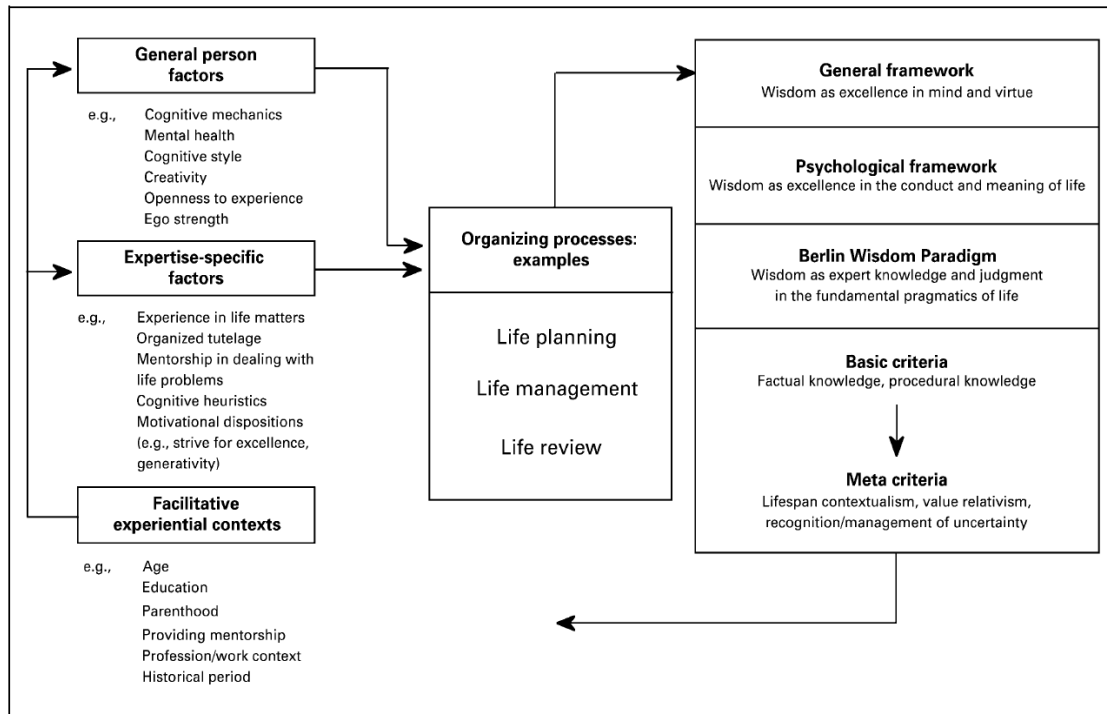 General person
factors
e.g., Cognitive mechanics
Mental health
Cognitive style
Creativity
Openness to experience
Ego strength
Expertise-specific
factors
e.g., Experience in life matters
Organized tutelage
Mentorship in dealing with
life problems
Cognitive heuristics
Motivational dispositions
(e.g., strive for excellence,
generativity)
Facilitative
experiential contexts
e.g., Age
Education
Parenthood
Providing mentorship
Profession/work context
Historical period
Organizing processes:
examples
Life planning
Life management
Life review
General framework
Wisdom as excellence in mind and virtue
Psychological framework
Wisdom as excellence in the conduct and meaning of life
Berlin Wisdom Paradigm
Wisdom as expert knowledge and judgment
in the fundamental pragmatics of life
Basic criteria
Factual knowledge, procedural knowledge
Meta criteria
Lifespan contextualism, value relativism,
recognition/management of uncertainty